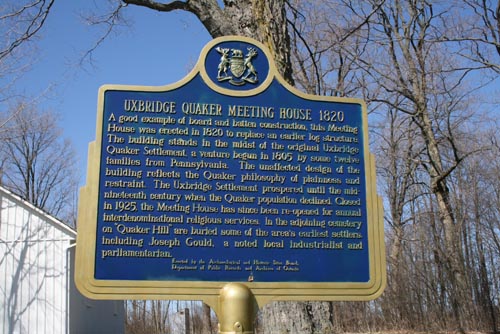 UXBRIDGE QUAKER MEETING HOUSE 1820
A good example of board and batten construction, this Meeting
House was erected in 1820 to replace an earlier log structure.
The building stands in the midst of the original Uxbridge
Quaker Settlement, a venture begun in 1805 by some twelve
families from Pennsylvania. The unaffected design of the
building reflects the Quaker philosophy of plainness and
restraint. The Uxbridge Settlement prospered until the mid-
nineteenth century when the Quaker population declined. Closed
in 1925, the Meeting House has since been re-opened for annual
interdenominational religious services. In the adjoining cemetery
on "Quaker Hill" are buried some of the area's earliest settlers
including Joseph Gould, a noted local industrialist and
parliamentarian.
Erected by the Archaeological and Historic Sites Board,
Department of Public Records and Archives of Ontario